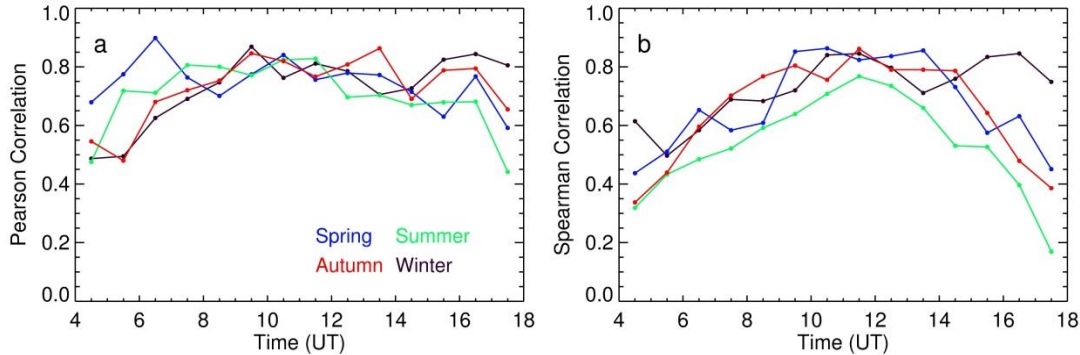 a
Pearson Correlation
1.0
0.8
0.6
0.4
0.2
0.0
Spring Summer
Autumn Winter
4 6 8 10 12 14 16 18
Time (UT)
b
Spearman Correlation
1.0
0.8
0.6
0.4
0.2
0.0
4 6 8 10 12 14 16 18
Time (UT)